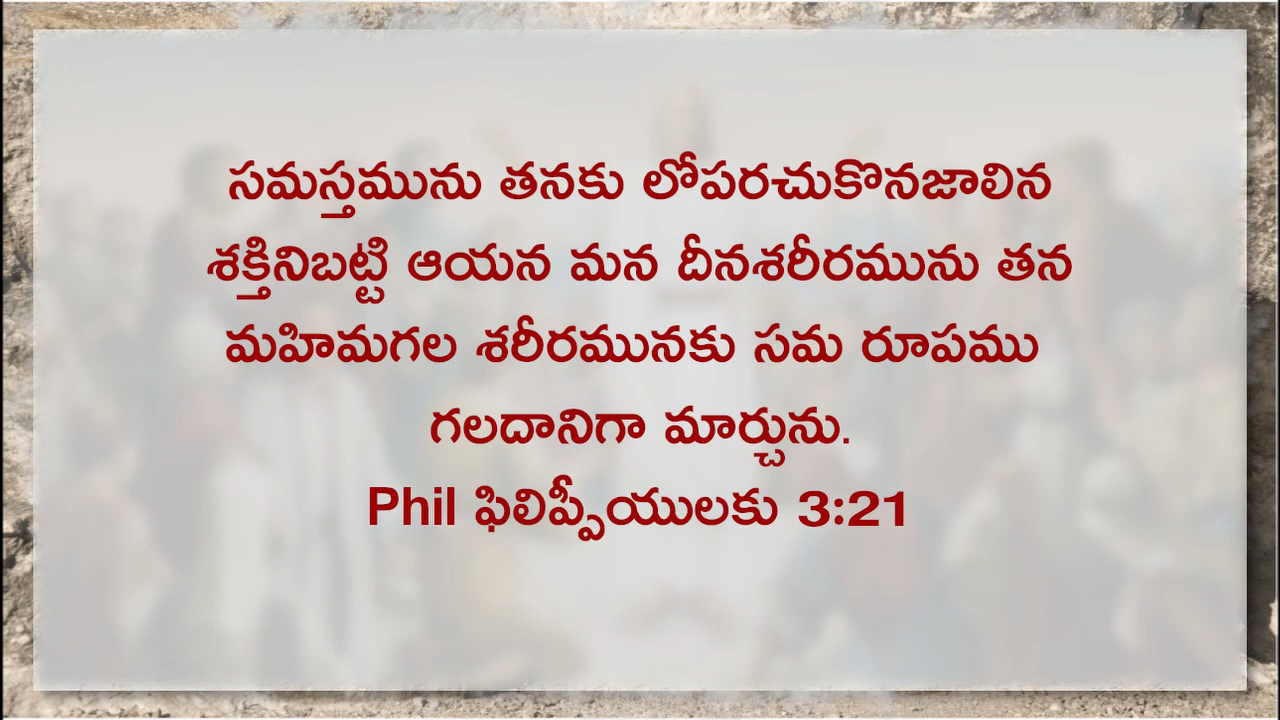 సమస్తమును తనకు లోపరచుకొనజాలిన
శక్తినిబట్టి ఆయన మన దీనశరీరమును తన
మహిమగల శరీరమునకు సమ రూపము
గలదానిగా మార్చును.
Phil ఫిలిప్పీయులకు 3:21